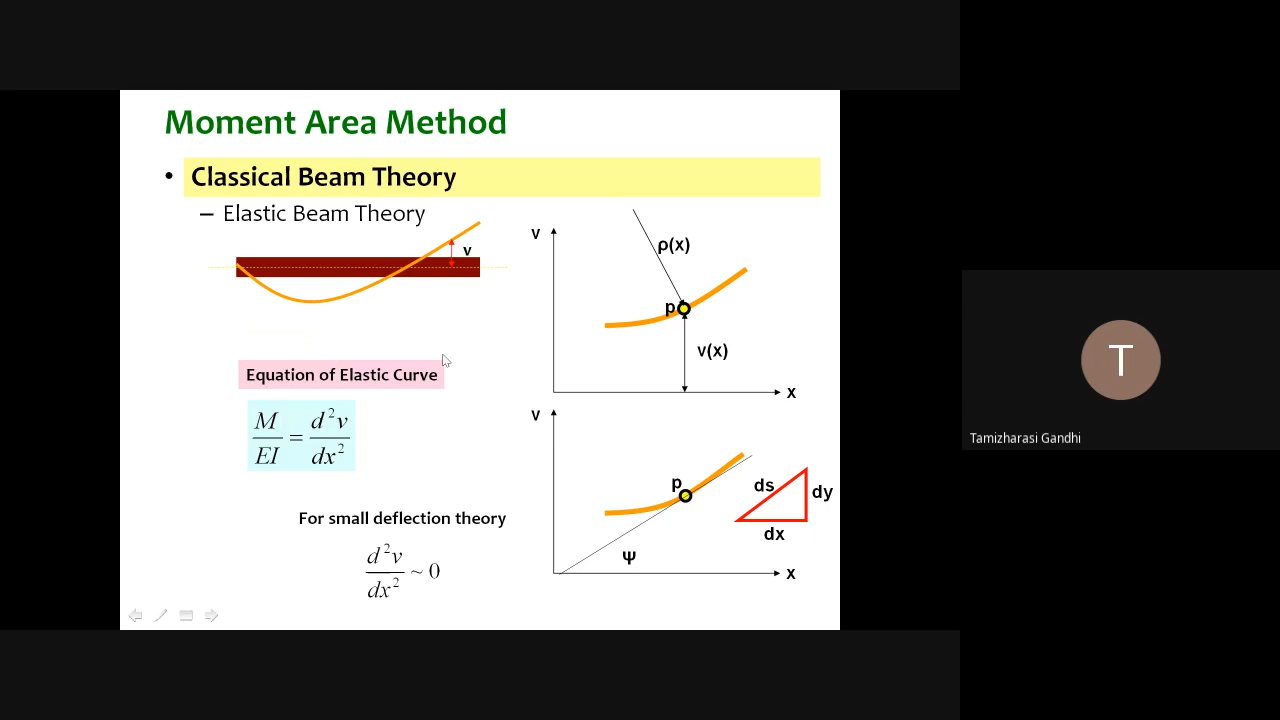 Moment Area Method
• Classical Beam Theory
– Elastic Beam Theory
v
v
ρ(x)
p
v(x)
x
Equation of Elastic Curve
M/EI = d²v/dx²
v
p
ds
dy
dx
ψ
x
For small deflection theory
d²v/dx² ~ 0
T
Tamizharasi Gandhi